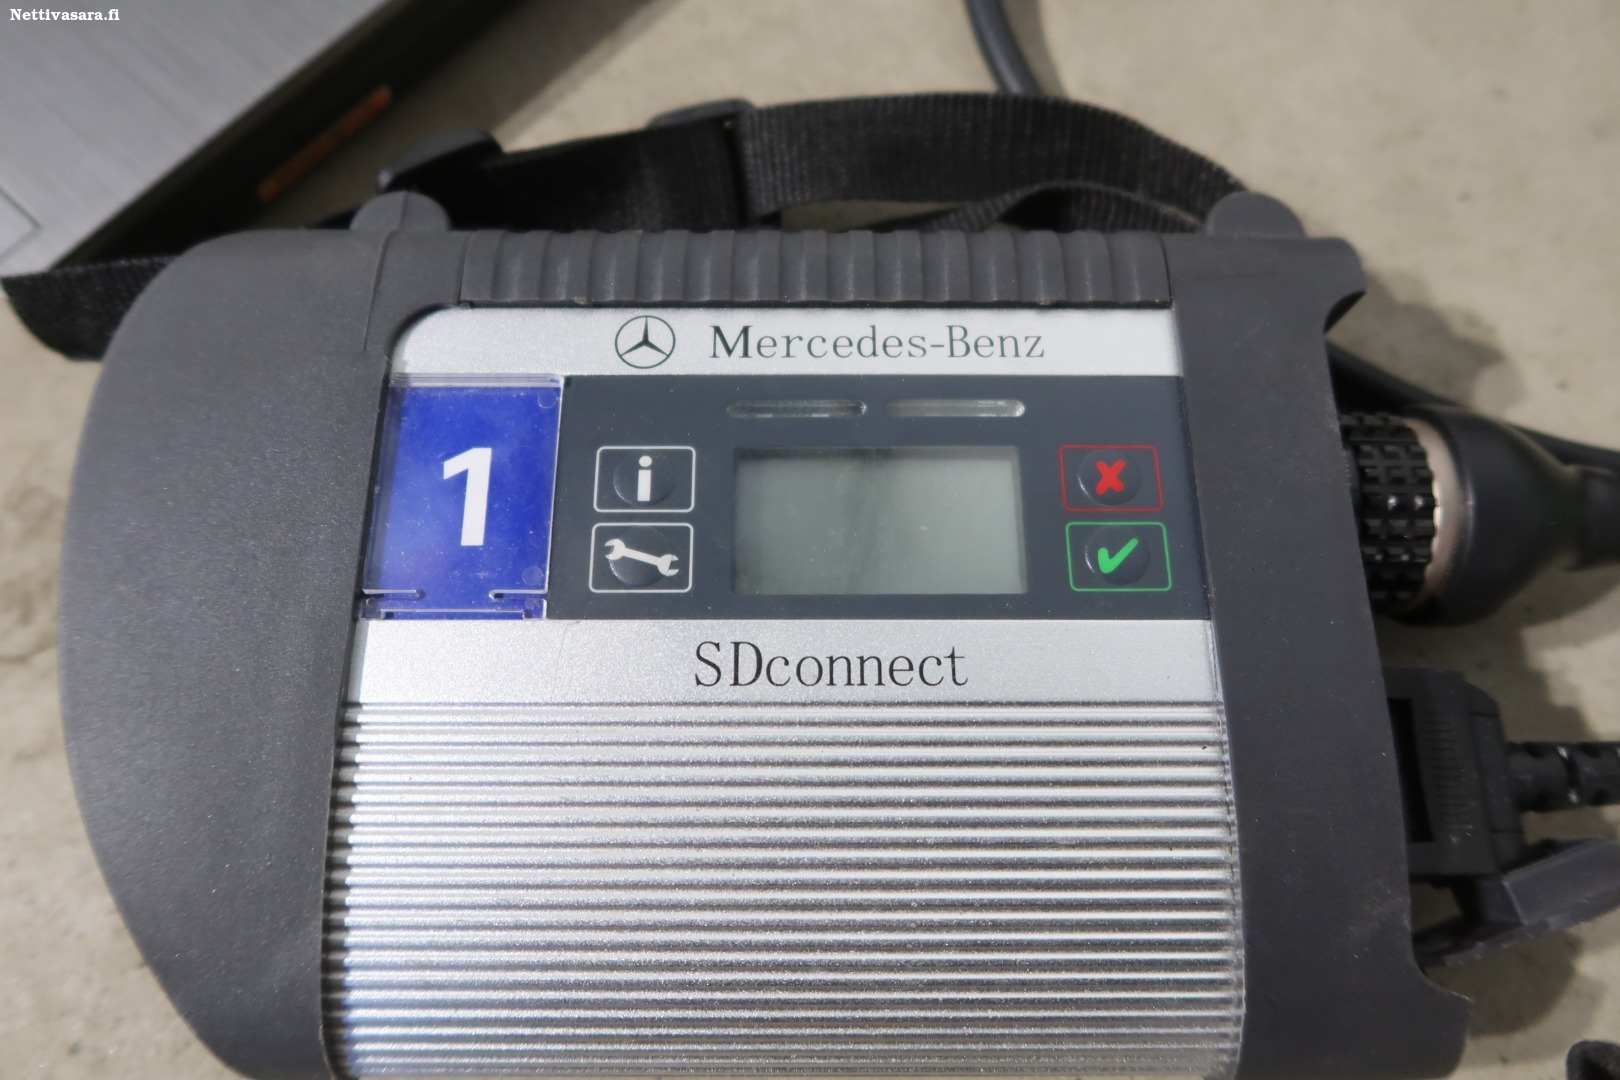 Nettivasara.fi
Mercedes-Benz
1
i
SDconnect